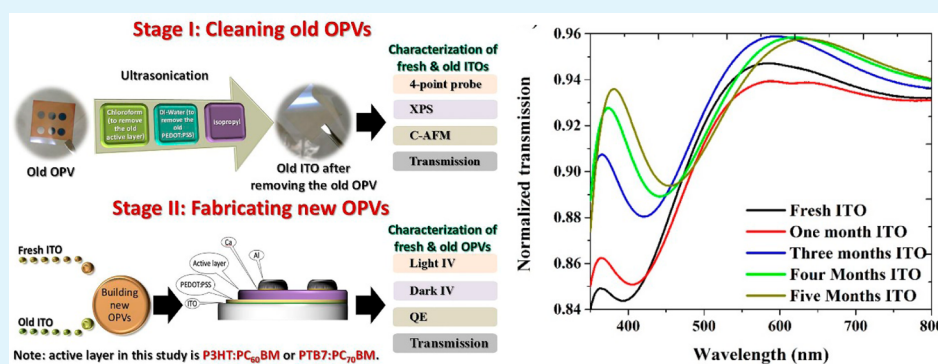 Stage I: Cleaning old OPVs
Ultrasonication
Chloroform
(to remove
the old
active layer)
DI-Water (to
remove the
old
PEDOT:PSS)
Isopropyl
Old OPV
Old ITO after
removing the old OPV
Characterization of
fresh & old ITOs
4-point probe
XPS
C-AFM
Transmission
Stage II: Fabricating new OPVs
Fresh ITO
Old ITO
Building
new
OPVs
Ca
Al
Active layer
PEDOT:PSS
ITO
Characterization of
fresh & old OPVs
Light IV
Dark IV
QE
Transmission
Note: active layer in this study is P3HT:PC60BM or PTB7:PC70BM.
Normalized transmission
0.96
0.94
0.92
0.90
0.88
0.86
0.84
Fresh ITO
One month ITO
Three months ITO
Four Months ITO
Five Months ITO
400
500
600
700
800
Wavelength (nm)